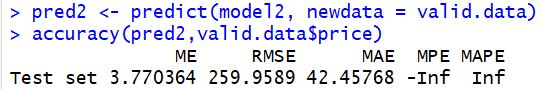 > pred2 <- predict(model2, newdata = valid.data)
> accuracy(pred2,valid.data$price)
ME RMSE MAE MPE MAPE
Test set 3.770364 259.9589 42.45768 -Inf Inf